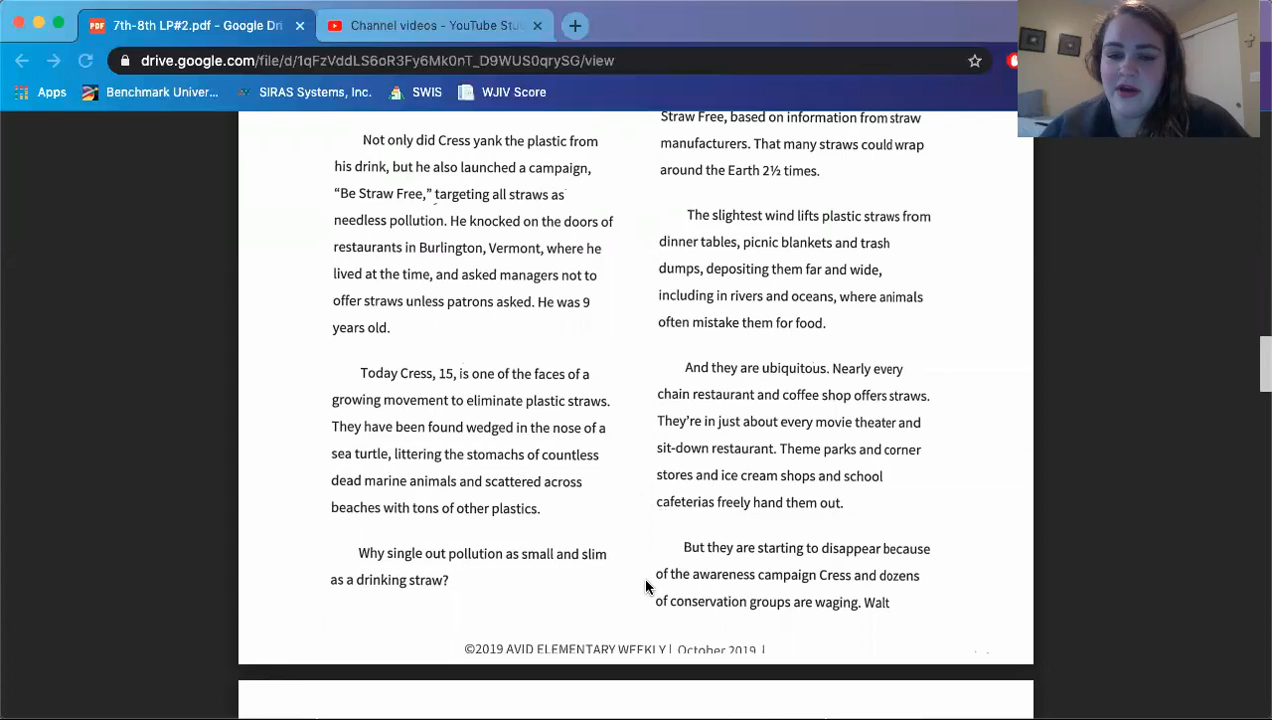 7th-8th LP#2.pdf - Google Dri
Channel videos - YouTube Stu
drive.google.com/file/d/1qFzVddLS6oR3Fy6Mk0nT_D9WUS0qrySG/view
Apps
Benchmark Univer...
SIRAS Systems, Inc.
SWIS
WJIV Score
Not only did Cress yank the plastic from
his drink, but he also launched a campaign,
“Be Straw Free,” targeting all straws as
needless pollution. He knocked on the doors of
restaurants in Burlington, Vermont, where he
lived at the time, and asked managers not to
offer straws unless patrons asked. He was 9
years old.
Today Cress, 15, is one of the faces of a
growing movement to eliminate plastic straws.
They have been found wedged in the nose of a
sea turtle, littering the stomachs of countless
dead marine animals and scattered across
beaches with tons of other plastics.
Why single out pollution as small and slim
as a drinking straw?
Straw Free, based on information from straw
manufacturers. That many straws could wrap
around the Earth 2½ times.
The slightest wind lifts plastic straws from
dinner tables, picnic blankets and trash
dumps, depositing them far and wide,
including in rivers and oceans, where animals
often mistake them for food.
And they are ubiquitous. Nearly every
chain restaurant and coffee shop offers straws.
They’re in just about every movie theater and
sit-down restaurant. Theme parks and corner
stores and ice cream shops and school
cafeterias freely hand them out.
But they are starting to disappear because
of the awareness campaign Cress and dozens
of conservation groups are waging. Walt
©2019 AVID ELEMENTARY WEEKLY | October 2019 |